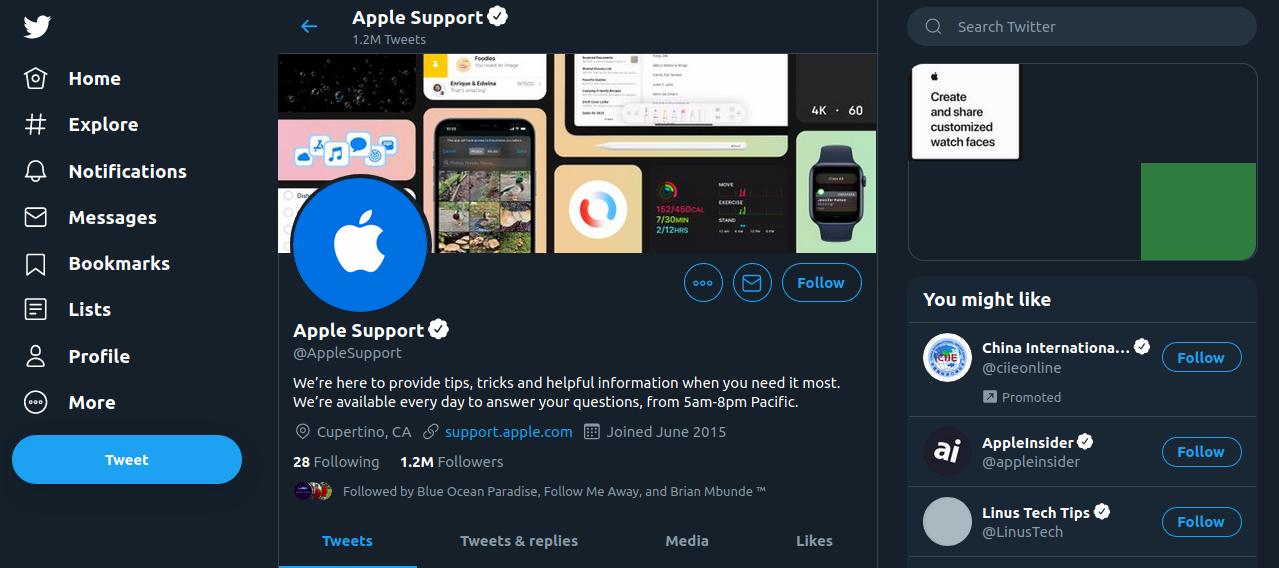 Home
Explore
Notifications
Messages
Bookmarks
Lists
Profile
More
Tweet
Apple Support
1.2M Tweets
Foodies
You loved an image
Enrique & Edwina
That's amazing!
4K · 60
MOVE
EXERCISE
STAND
152/450CAL
7/30MIN
2/12HRS
Follow
Apple Support
@AppleSupport
We're here to provide tips, tricks and helpful information when you need it most.
We're available every day to answer your questions, from 5am-8pm Pacific.
Cupertino, CA support.apple.com Joined June 2015
28 Following 1.2M Followers
Followed by Blue Ocean Paradise, Follow Me Away, and Brian Mbunde ™
Tweets Tweets & replies Media Likes
Search Twitter
Create
and share
customized
watch faces
You might like
China Internationa...
@ciieonline
Follow
Promoted
AppleInsider
@appleinsider
Follow
Linus Tech Tips
@LinusTech
Follow
CIIE
ai